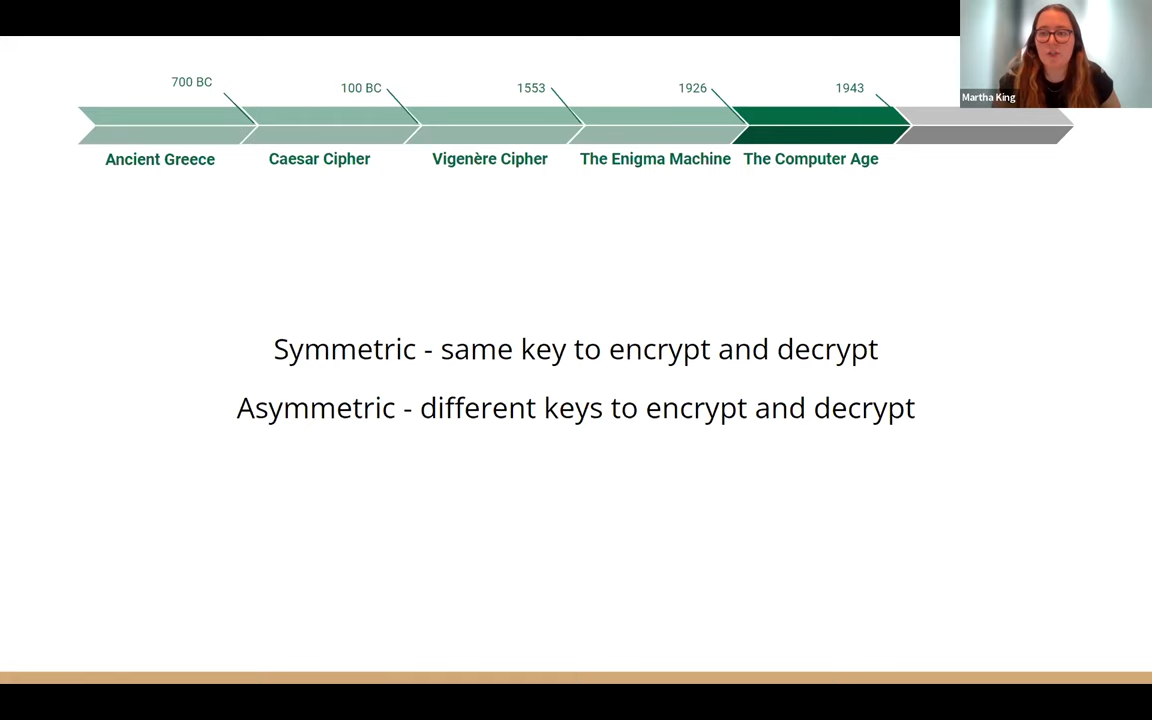 700 BC
100 BC
1553
1926
1943
Martha King
Ancient Greece
Caesar Cipher
Vigenère Cipher
The Enigma Machine
The Computer Age
Symmetric - same key to encrypt and decrypt
Asymmetric - different keys to encrypt and decrypt